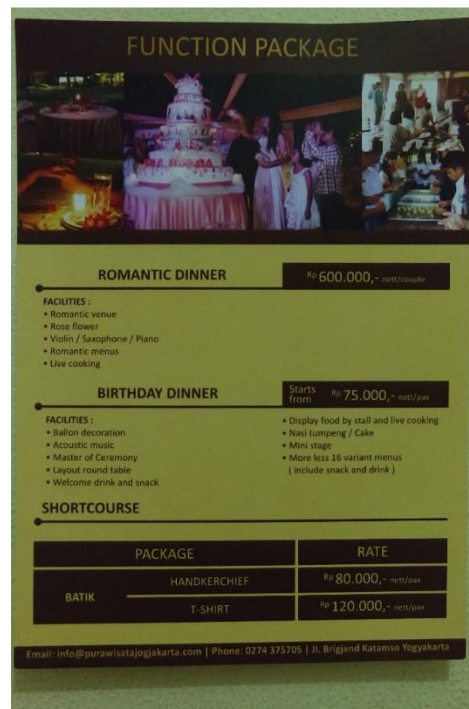 FUNCTION PACKAGE
ROMANTIC DINNER
Rp 600.000,- nett/couple
FACILITIES :
• Romantic venue
• Rose flower
• Violin / Saxophone / Piano
• Romantic menus
• Live cooking
BIRTHDAY DINNER
Starts from Rp 75.000,- nett/pax
FACILITIES :
• Ballon decoration
• Acoustic music
• Master of Ceremony
• Layout round table
• Welcome drink and snack
• Display food by stall and live cooking
• Nasi tumpeng / Cake
• Mini stage
• More less 16 variant menus
( include snack and drink )
SHORTCOURSE
PACKAGE RATE
BATIK
HANDKERCHIEF Rp 80.000,- nett/pax
T-SHIRT Rp 120.000,- nett/pax
Email: info@purawisatajogjakarta.com | Phone: 0274 375705 | Jl. Brigjend Katamso Yogyakarta